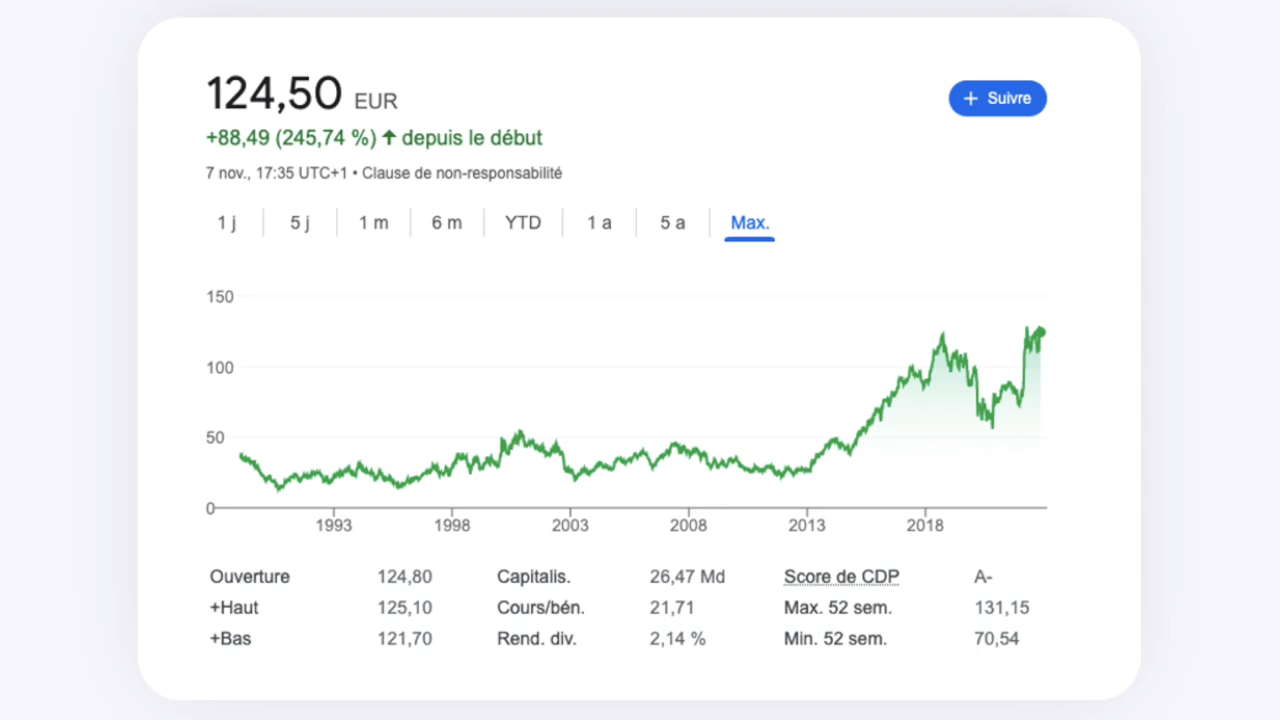 124,50 EUR
+ Suivre
+88,49 (245,74 %) ↑ depuis le début
7 nov., 17:35 UTC+1 • Clause de non-responsabilité
1 j 5 j 1 m 6 m YTD 1 a 5 a Max.
150
100
50
0
1993 1998 2003 2008 2013 2018
Ouverture 124,80 Capitalis. 26,47 Md Score de CDP A-
+Haut 125,10 Cours/bén. 21,71 Max. 52 sem. 131,15
+Bas 121,70 Rend. div. 2,14 % Min. 52 sem. 70,54